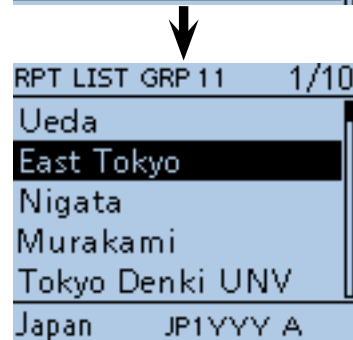 RPT LIST GRP 11 1/10
Ueda
East Tokyo
Nigata
Murakami
Tokyo Denki UNV
Japan JP1YYY A